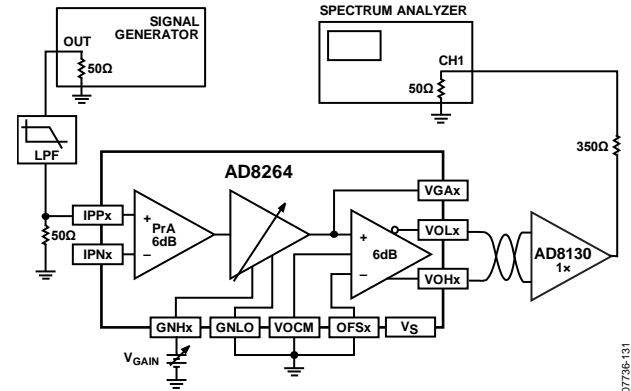 SIGNAL
GENERATOR
OUT
50Ω
SPECTRUM ANALYZER
CH1
50Ω
350Ω
LPF
AD8264
IPPx
IPNx
50Ω
+
PrA
6dB
–
+
6dB
–
VGAx
VOLx
VOHx
AD8130
1×
GNHx
GNLO
VOCM
OFSx
VS
VGAIN
07736-131